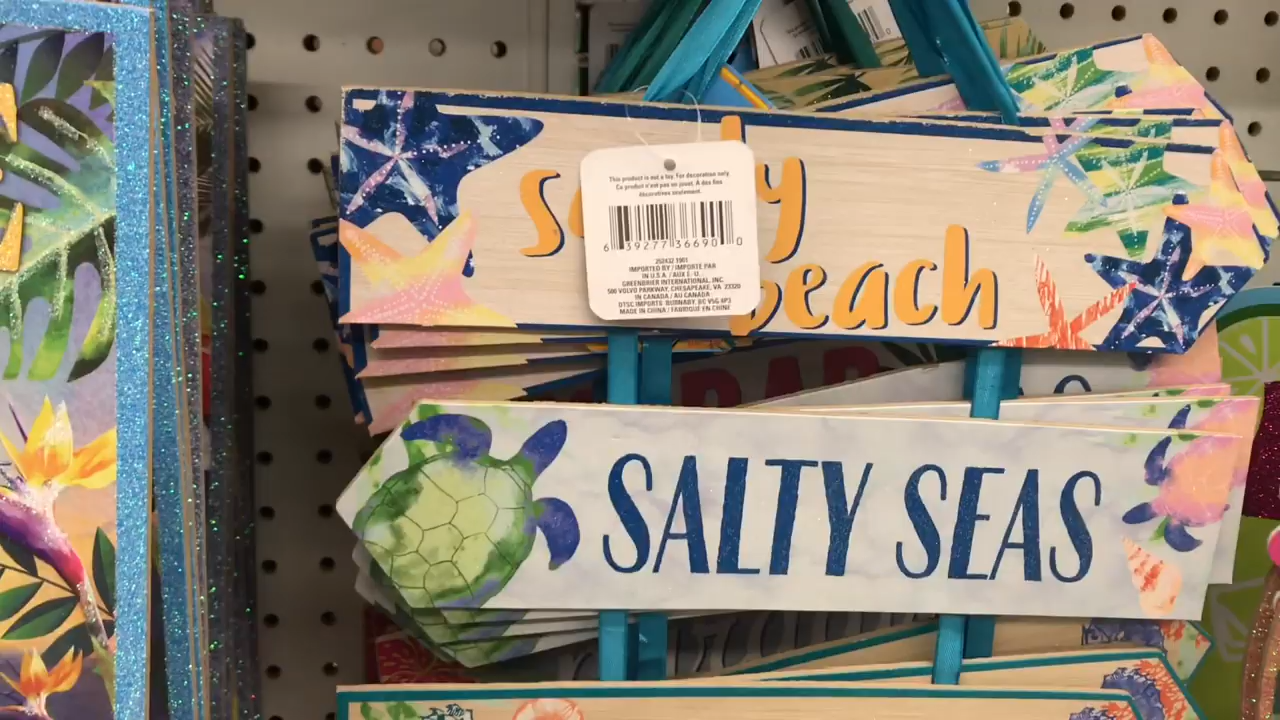 This product is not a toy. For decoration only.
Ce produit n'est pas un jouet. À des fins
décoratives seulement.
6 39277 36690 0
252432 1901
IMPORTED BY / IMPORTÉ PAR
IN U.S.A. / AUX É. U.
GREENBRIER INTERNATIONAL, INC.
500 VOLVO PARKWAY, CHESAPEAKE, VA 23320
IN CANADA / AU CANADA
DTSC IMPORTS BURNABY, BC V5G 4P3
MADE IN CHINA / FABRIQUÉ EN CHINE
beach
SALTY SEAS